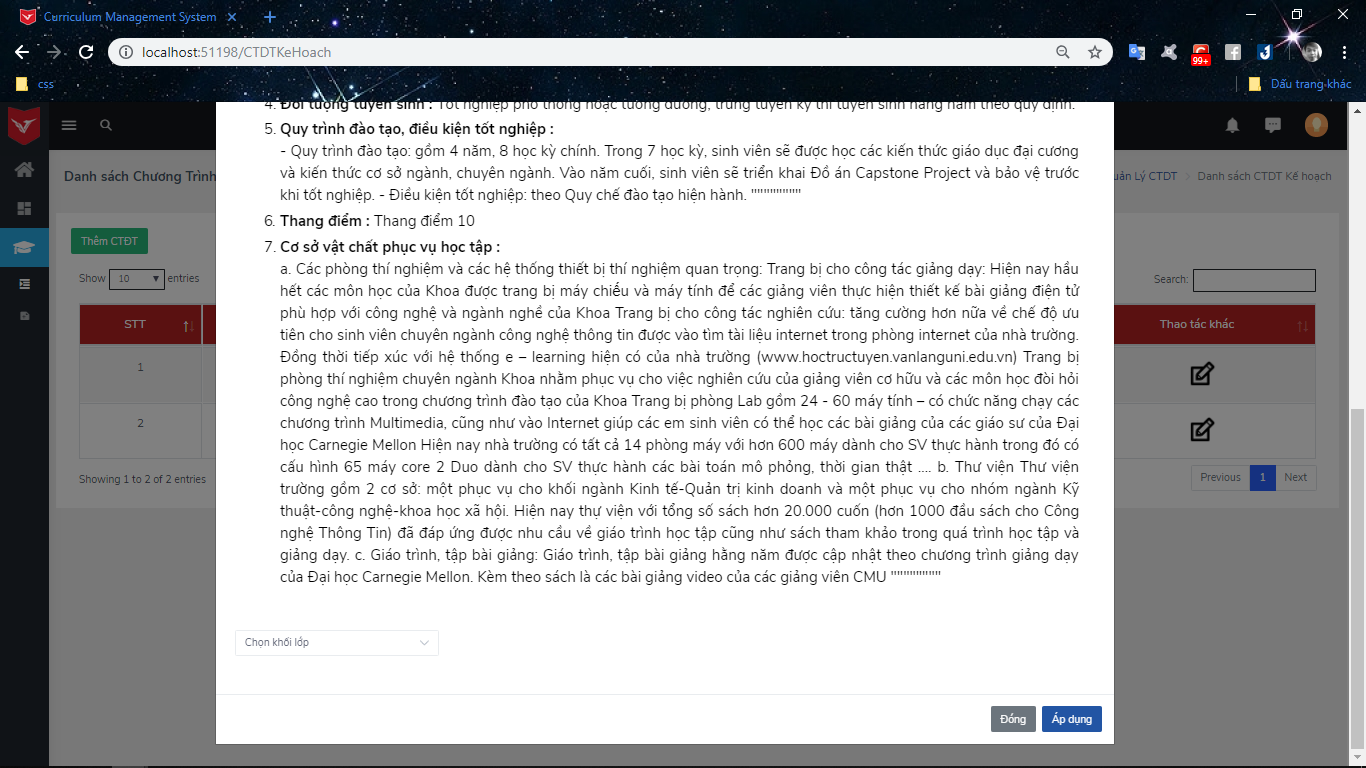 Curriculum Management System
localhost:51198/CTDTKeHoach
99+
css
Dấu trang khác
4. Đối tượng tuyển sinh : Tốt nghiệp phổ thông hoặc tương đương, trúng tuyển kỳ thi tuyển sinh hàng năm theo quy định.
5. Quy trình đào tạo, điều kiện tốt nghiệp :
- Quy trình đào tạo: gồm 4 năm, 8 học kỳ chính. Trong 7 học kỳ, sinh viên sẽ được học các kiến thức giáo dục đại cương
và kiến thức cơ sở ngành, chuyên ngành. Vào năm cuối, sinh viên sẽ triển khai Đồ án Capstone Project và bảo vệ trước
khi tốt nghiệp. - Điều kiện tốt nghiệp: theo Quy chế đào tạo hiện hành. """""""""
6. Thang điểm : Thang điểm 10
7. Cơ sở vật chất phục vụ học tập :
a. Các phòng thí nghiệm và các hệ thống thiết bị thí nghiệm quan trọng: Trang bị cho công tác giảng dạy: Hiện nay hầu
hết các môn học của Khoa được trang bị máy chiếu và máy tính để các giảng viên thực hiện thiết kế bài giảng điện tử
phù hợp với công nghệ và ngành nghề của Khoa Trang bị cho công tác nghiên cứu: tăng cường hơn nữa về chế độ ưu
tiên cho sinh viên chuyên ngành công nghệ thông tin được vào tìm tài liệu internet trong phòng internet của nhà trường.
Đồng thời tiếp xúc với hệ thống e – learning hiện có của nhà trường (www.hoctructuyen.vanlanguni.edu.vn) Trang bị
phòng thí nghiệm chuyên ngành Khoa nhằm phục vụ cho việc nghiên cứu của giảng viên cơ hữu và các môn học đòi hỏi
công nghệ cao trong chương trình đào tạo của Khoa Trang bị phòng Lab gồm 24 - 60 máy tính – có chức năng chạy các
chương trình Multimedia, cũng như vào Internet giúp các em sinh viên có thể học các bài giảng của các giáo sư của Đại
học Carnegie Mellon Hiện nay nhà trường có tất cả 14 phòng máy với hơn 600 máy dành cho SV thực hành trong đó có
cấu hình 65 máy core 2 Duo dành cho SV thực hành các bài toán mô phỏng, thời gian thật .... b. Thư viện Thư viện
trường gồm 2 cơ sở: một phục vụ cho khối ngành Kinh tế-Quản trị kinh doanh và một phục vụ cho nhóm ngành Kỹ
thuật-công nghệ-khoa học xã hội. Hiện nay thư viện với tổng số sách hơn 20.000 cuốn (hơn 1000 đầu sách cho Công
nghệ Thông Tin) đã đáp ứng được nhu cầu về giáo trình học tập cũng như sách tham khảo trong quá trình học tập và
giảng dạy. c. Giáo trình, tập bài giảng: Giáo trình, tập bài giảng hằng năm được cập nhật theo chương trình giảng dạy
của Đại học Carnegie Mellon. Kèm theo sách là các bài giảng video của các giảng viên CMU """""""""
Chọn khối lớp
Đóng Áp dụng
Danh sách Chương Trình
uản Lý CTDT > Danh sách CTDT Kế hoạch
Thêm CTĐT
Show 10 entries
Search:
STT
Thao tác khác
1
2
Showing 1 to 2 of 2 entries
Previous 1 Next